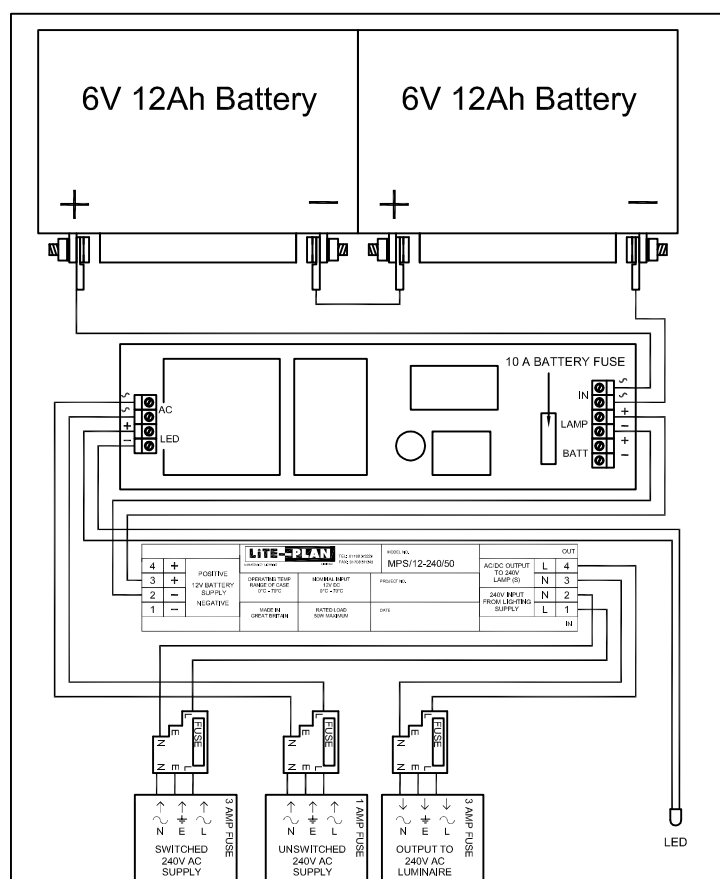 6V 12Ah Battery
6V 12Ah Battery
+
−
+
−
10 A BATTERY FUSE
~
~
+
−
AC
LED
IN
LAMP
BATT
~
~
+
−
+
−
LiTE-PLAN
MODEL NO.
MPS/12-240/50
OUT
4 +
3 +
2 −
1 −
POSITIVE
12V BATTERY
SUPPLY
NEGATIVE
OPERATING TEMP
RANGE OF CASE
0°C - 70°C
NOMINAL INPUT
12V DC
0°C - 70°C
PROJECT NO.
MADE IN
GREAT BRITAIN
RATED LOAD
50W MAXIMUM
DATE
AC/DC OUTPUT
TO 240V
LAMP (S)
240V INPUT
FROM LIGHTING
SUPPLY
L 4
N 3
N 2
L 1
IN
N E L
FUSE
N E L
N E L
FUSE
N E L
N E L
FUSE
N E L
3 AMP FUSE
N E L
SWITCHED
240V AC
SUPPLY
1 AMP FUSE
N E L
UNSWITCHED
240V AC
SUPPLY
3 AMP FUSE
N E L
OUTPUT TO
240V AC
LUMINAIRE
LED